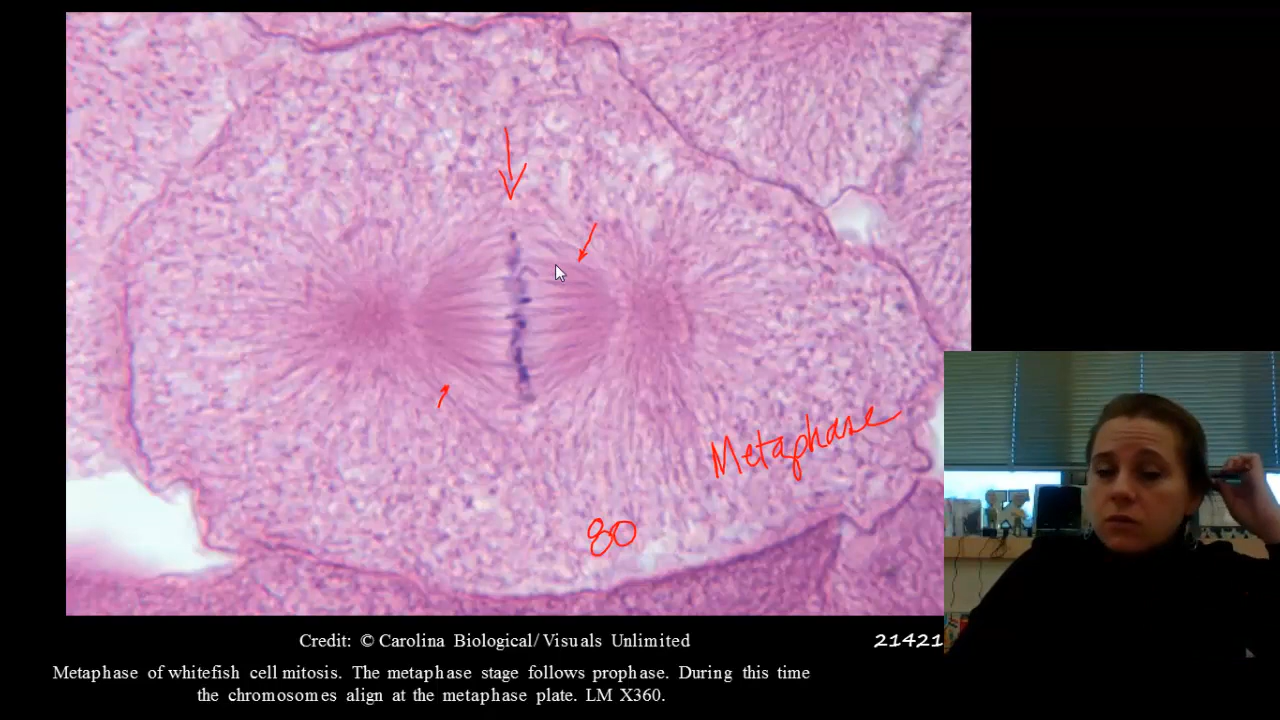 Metaphase
80
Credit: © Carolina Biological/Visuals Unlimited
21421
Metaphase of whitefish cell mitosis. The metaphase stage follows prophase. During this time
the chromosomes align at the metaphase plate. LM X360.